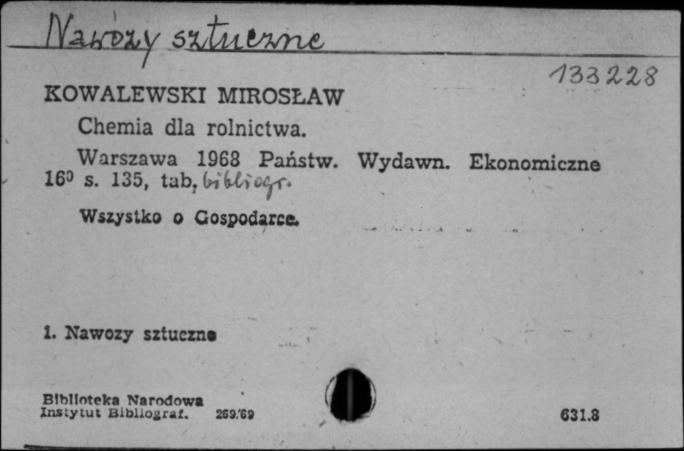 Nawozy sztuczne
133228
KOWALEWSKI MIROSŁAW
Chemia dla rolnictwa.
Warszawa 1968 Państw. Wydawn. Ekonomiczne
16⁰ s. 135, tab, bibliogr.
Wszystko o Gospodarce.
1. Nawozy sztuczne
Biblioteka Narodowa
Instytut Bibliograf. 269/69
631.8